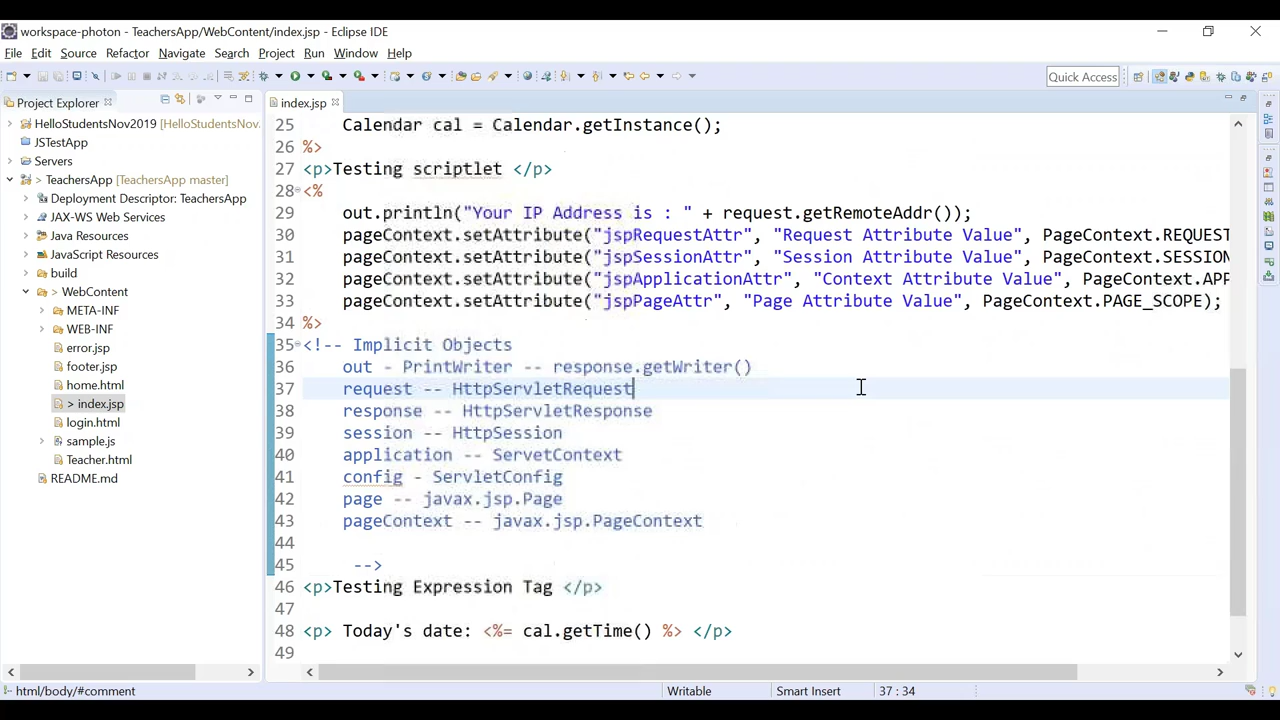 workspace-photon - TeachersApp/WebContent/index.jsp - Eclipse IDE
File Edit Source Refactor Navigate Search Project Run Window Help
Quick Access
Project Explorer
HelloStudentsNov2019 [HelloStudentsNov.
JSTestApp
Servers
> TeachersApp [TeachersApp master]
Deployment Descriptor: TeachersApp
JAX-WS Web Services
Java Resources
JavaScript Resources
build
> WebContent
META-INF
WEB-INF
error.jsp
footer.jsp
home.html
> index.jsp
login.html
sample.js
Teacher.html
README.md
index.jsp
25 Calendar cal = Calendar.getInstance();
26 %>
27 <p>Testing scriptlet </p>
28 <%
29 out.println("Your IP Address is : " + request.getRemoteAddr());
30 pageContext.setAttribute("jspRequestAttr", "Request Attribute Value", PageContext.REQUEST
31 pageContext.setAttribute("jspSessionAttr", "Session Attribute Value", PageContext.SESSION
32 pageContext.setAttribute("jspApplicationAttr", "Context Attribute Value", PageContext.APP
33 pageContext.setAttribute("jspPageAttr", "Page Attribute Value", PageContext.PAGE_SCOPE);
34 %>
35 <!-- Implicit Objects
36 out - PrintWriter -- response.getWriter()
37 request -- HttpServletRequest
38 response -- HttpServletResponse
39 session -- HttpSession
40 application -- ServetContext
41 config - ServletConfig
42 page -- javax.jsp.Page
43 pageContext -- javax.jsp.PageContext
44
45 -->
46 <p>Testing Expression Tag </p>
47
48 <p> Today's date: <%= cal.getTime() %> </p>
49
html/body/#comment
Writable
Smart Insert
37 : 34